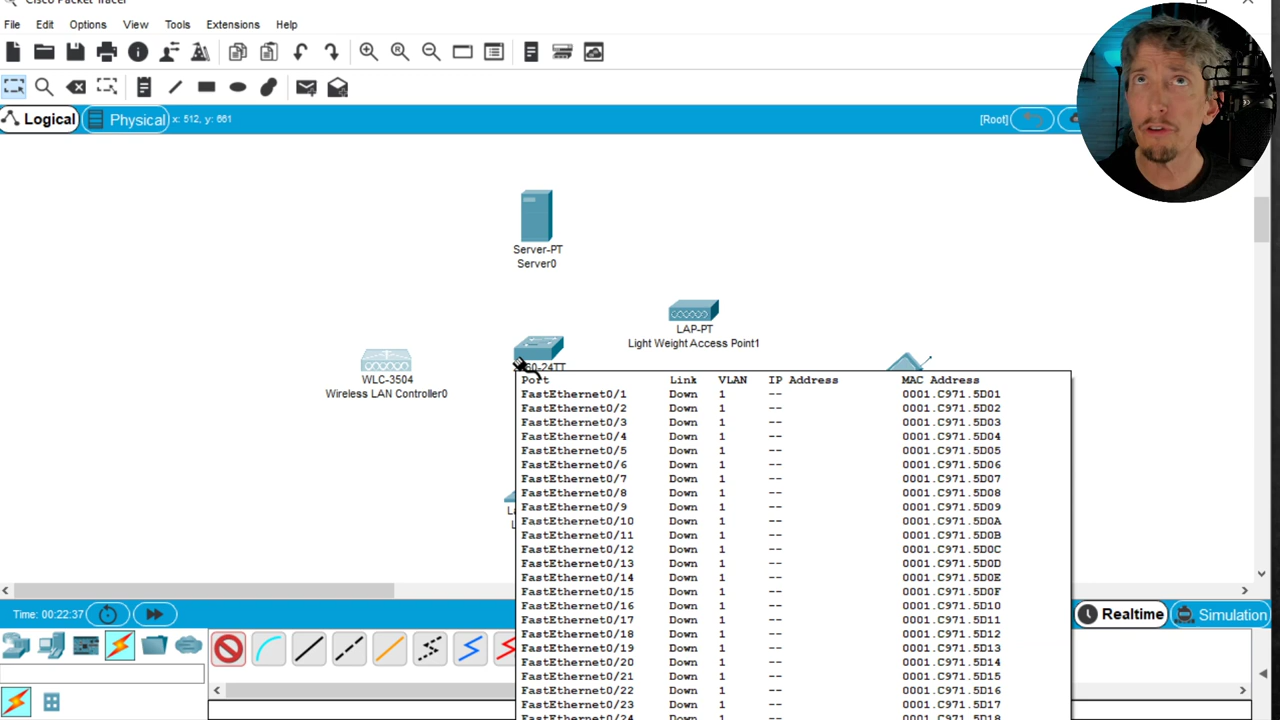 Cisco Packet Tracer
File Edit Options View Tools Extensions Help
Logical Physical x: 512, y: 661 [Root]
Server-PT
Server0
LAP-PT
Light Weight Access Point1
WLC-3504
Wireless LAN Controller0
60-24TT
Port Link VLAN IP Address MAC Address
FastEthernet0/1 Down 1 -- 0001.C971.5D01
FastEthernet0/2 Down 1 -- 0001.C971.5D02
FastEthernet0/3 Down 1 -- 0001.C971.5D03
FastEthernet0/4 Down 1 -- 0001.C971.5D04
FastEthernet0/5 Down 1 -- 0001.C971.5D05
FastEthernet0/6 Down 1 -- 0001.C971.5D06
FastEthernet0/7 Down 1 -- 0001.C971.5D07
FastEthernet0/8 Down 1 -- 0001.C971.5D08
FastEthernet0/9 Down 1 -- 0001.C971.5D09
FastEthernet0/10 Down 1 -- 0001.C971.5D0A
FastEthernet0/11 Down 1 -- 0001.C971.5D0B
FastEthernet0/12 Down 1 -- 0001.C971.5D0C
FastEthernet0/13 Down 1 -- 0001.C971.5D0D
FastEthernet0/14 Down 1 -- 0001.C971.5D0E
FastEthernet0/15 Down 1 -- 0001.C971.5D0F
FastEthernet0/16 Down 1 -- 0001.C971.5D10
FastEthernet0/17 Down 1 -- 0001.C971.5D11
FastEthernet0/18 Down 1 -- 0001.C971.5D12
FastEthernet0/19 Down 1 -- 0001.C971.5D13
FastEthernet0/20 Down 1 -- 0001.C971.5D14
FastEthernet0/21 Down 1 -- 0001.C971.5D15
FastEthernet0/22 Down 1 -- 0001.C971.5D16
FastEthernet0/23 Down 1 -- 0001.C971.5D17
FastEthernet0/24 Down 1 -- 0001.C971.5D18
Time: 00:22:37
Realtime Simulation